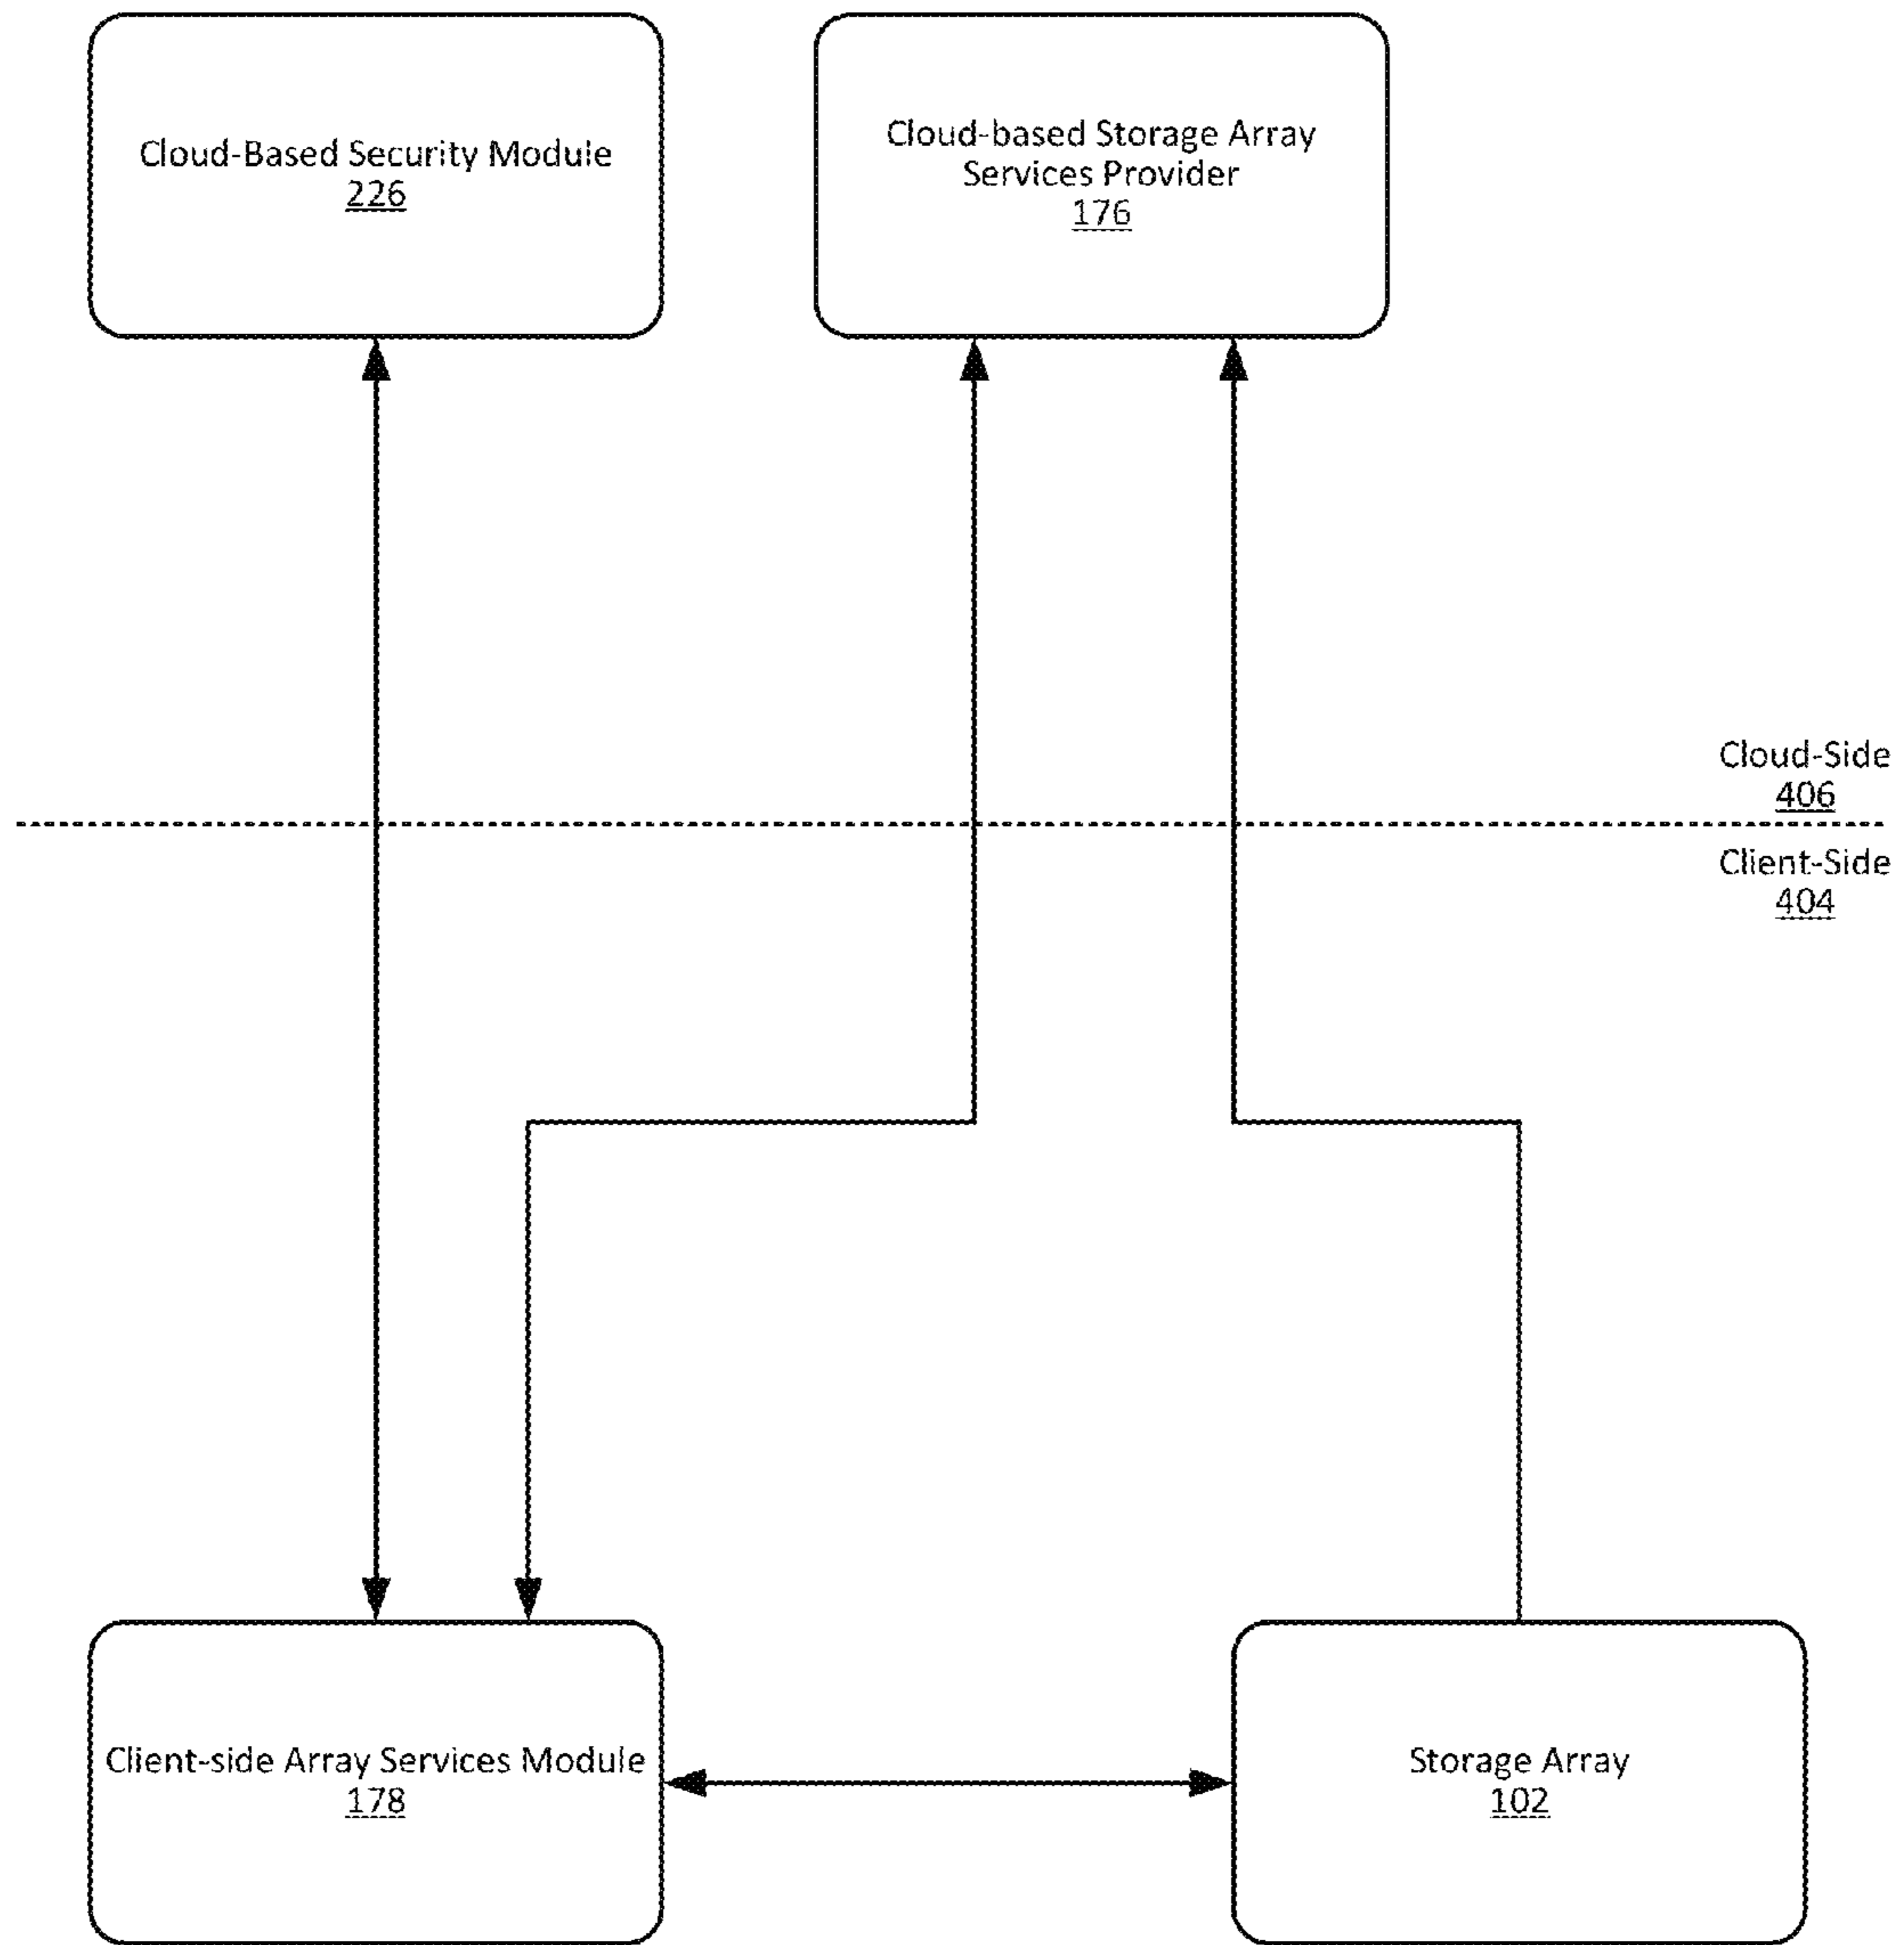 Cloud-Based Security Module
226
Cloud-based Storage Array
Services Provider
176
Cloud-Side
406
Client-Side
404
Client-side Array Services Module
178
Storage Array
102